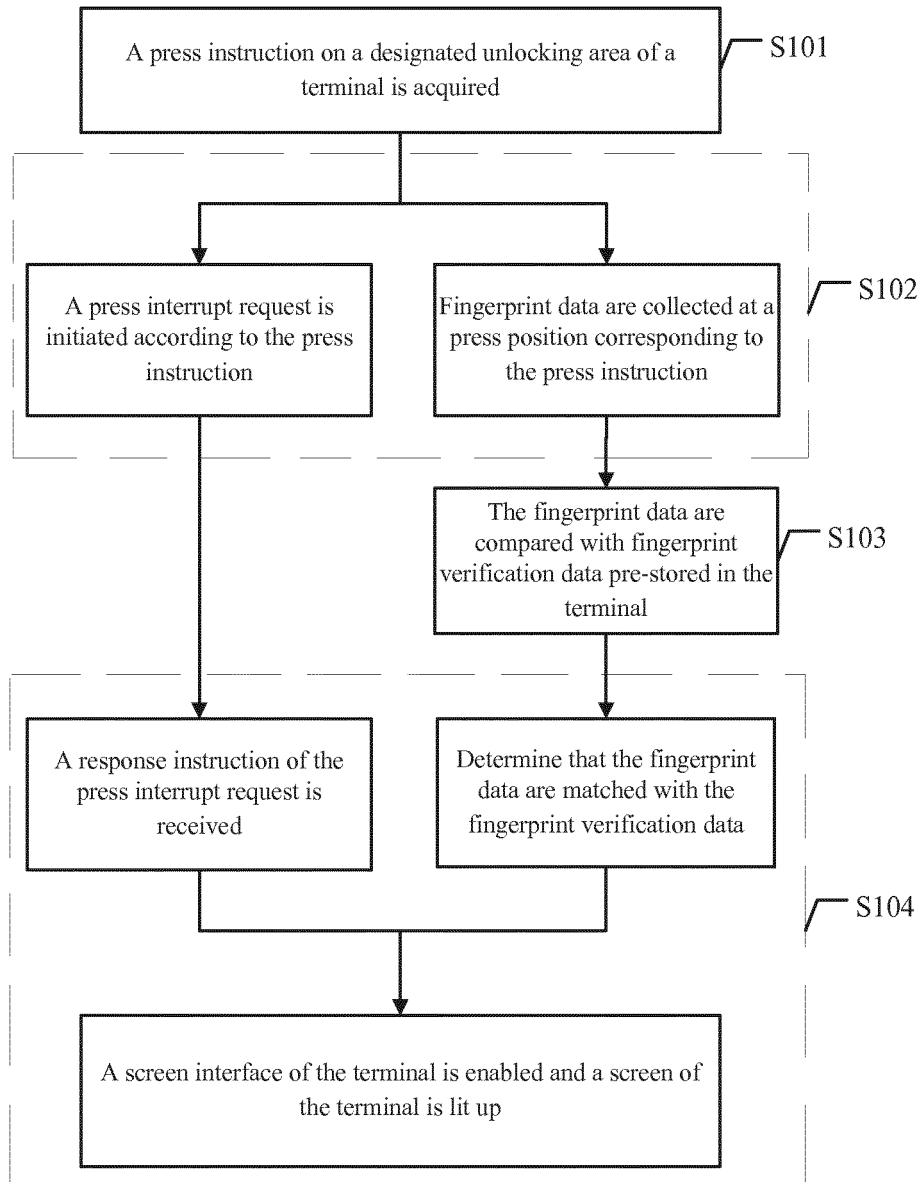 A press instruction on a designated unlocking area of a
terminal is acquired
S101
A press interrupt request is
initiated according to the press
instruction
Fingerprint data are collected at a
press position corresponding to
the press instruction
S102
The fingerprint data are
compared with fingerprint
verification data pre-stored in the
terminal
S103
A response instruction of the
press interrupt request is
received
Determine that the fingerprint
data are matched with the
fingerprint verification data
S104
A screen interface of the terminal is enabled and a screen of
the terminal is lit up